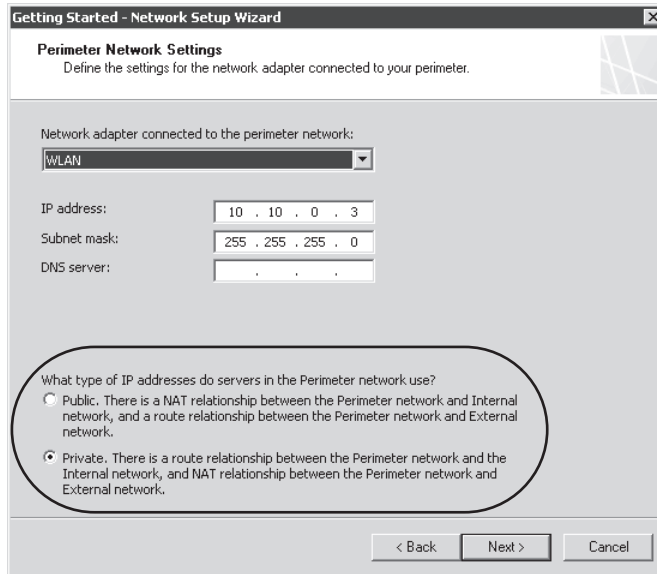 Getting Started - Network Setup Wizard
Perimeter Network Settings
Define the settings for the network adapter connected to your perimeter.
Network adapter connected to the perimeter network:
WLAN
IP address: 10 . 10 . 0 . 3
Subnet mask: 255 . 255 . 255 . 0
DNS server: . . .
What type of IP addresses do servers in the Perimeter network use?
Public. There is a NAT relationship between the Perimeter network and Internal
network, and a route relationship between the Perimeter network and External
network.
Private. There is a route relationship between the Perimeter network and the
Internal network, and NAT relationship between the Perimeter network and
External network.
< Back Next > Cancel